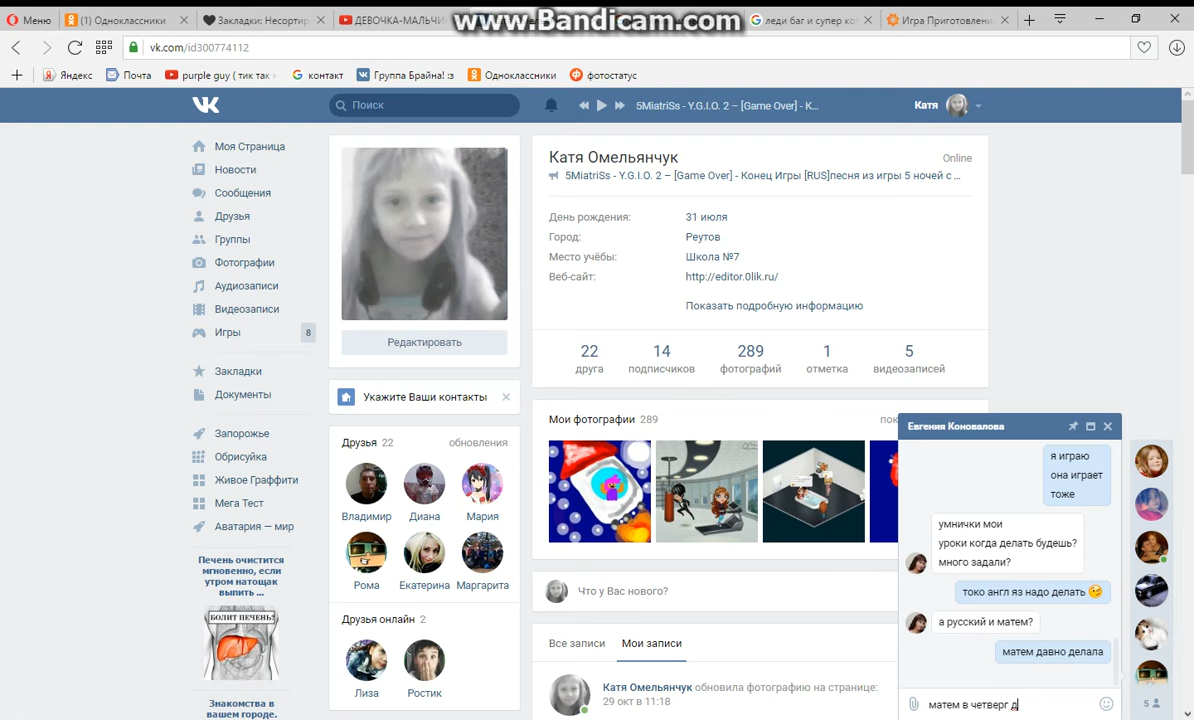 Меню
(1) Одноклассники
Закладки: Несортир
ДЕВОЧКА-МАЛЬЧИ
www.Bandicam.com
леди баг и супер ко
Игра Приготовлени
vk.com/id300774112
Яндекс
Почта
purple guy ( тик так
контакт
Группа Брайна! :з
Одноклассники
фотостатус
Поиск
5MiatriSs - Y.G.I.O. 2 – [Game Over] - К...
Катя
Моя Страница
Новости
Сообщения
Друзья
Группы
Фотографии
Аудиозаписи
Видеозаписи
Игры 8
Закладки
Документы
Запорожье
Обрисуйка
Живое Граффити
Мега Тест
Аватария — мир
Печень очистится
мгновенно, если
утром натощак
выпить ...
БОЛИТ ПЕЧЕНЬ?
Знакомства в
вашем городе.
Редактировать
Укажите Ваши контакты
Друзья 22 обновления
Владимир Диана Мария
Рома Екатерина Маргарита
Друзья онлайн 2
Лиза Ростик
Катя Омельянчук Online
5MiatriSs - Y.G.I.O. 2 – [Game Over] - Конец Игры [RUS]песня из игры 5 ночей с ...
День рождения: 31 июля
Город: Реутов
Место учёбы: Школа №7
Веб-сайт: http://editor.0lik.ru/
Показать подробную информацию
22 14 289 1 5
друга подписчиков фотографий отметка видеозаписей
Мои фотографии 289 пок
Что у Вас нового?
Все записи Мои записи
Катя Омельянчук обновила фотографию на странице:
29 окт в 11:18
Евгения Коновалова
я играю
она играет
тоже
умнички мои
уроки когда делать будешь?
много задали?
токо англ яз надо делать
а русский и матем?
матем давно делала
матем в четверг д
5